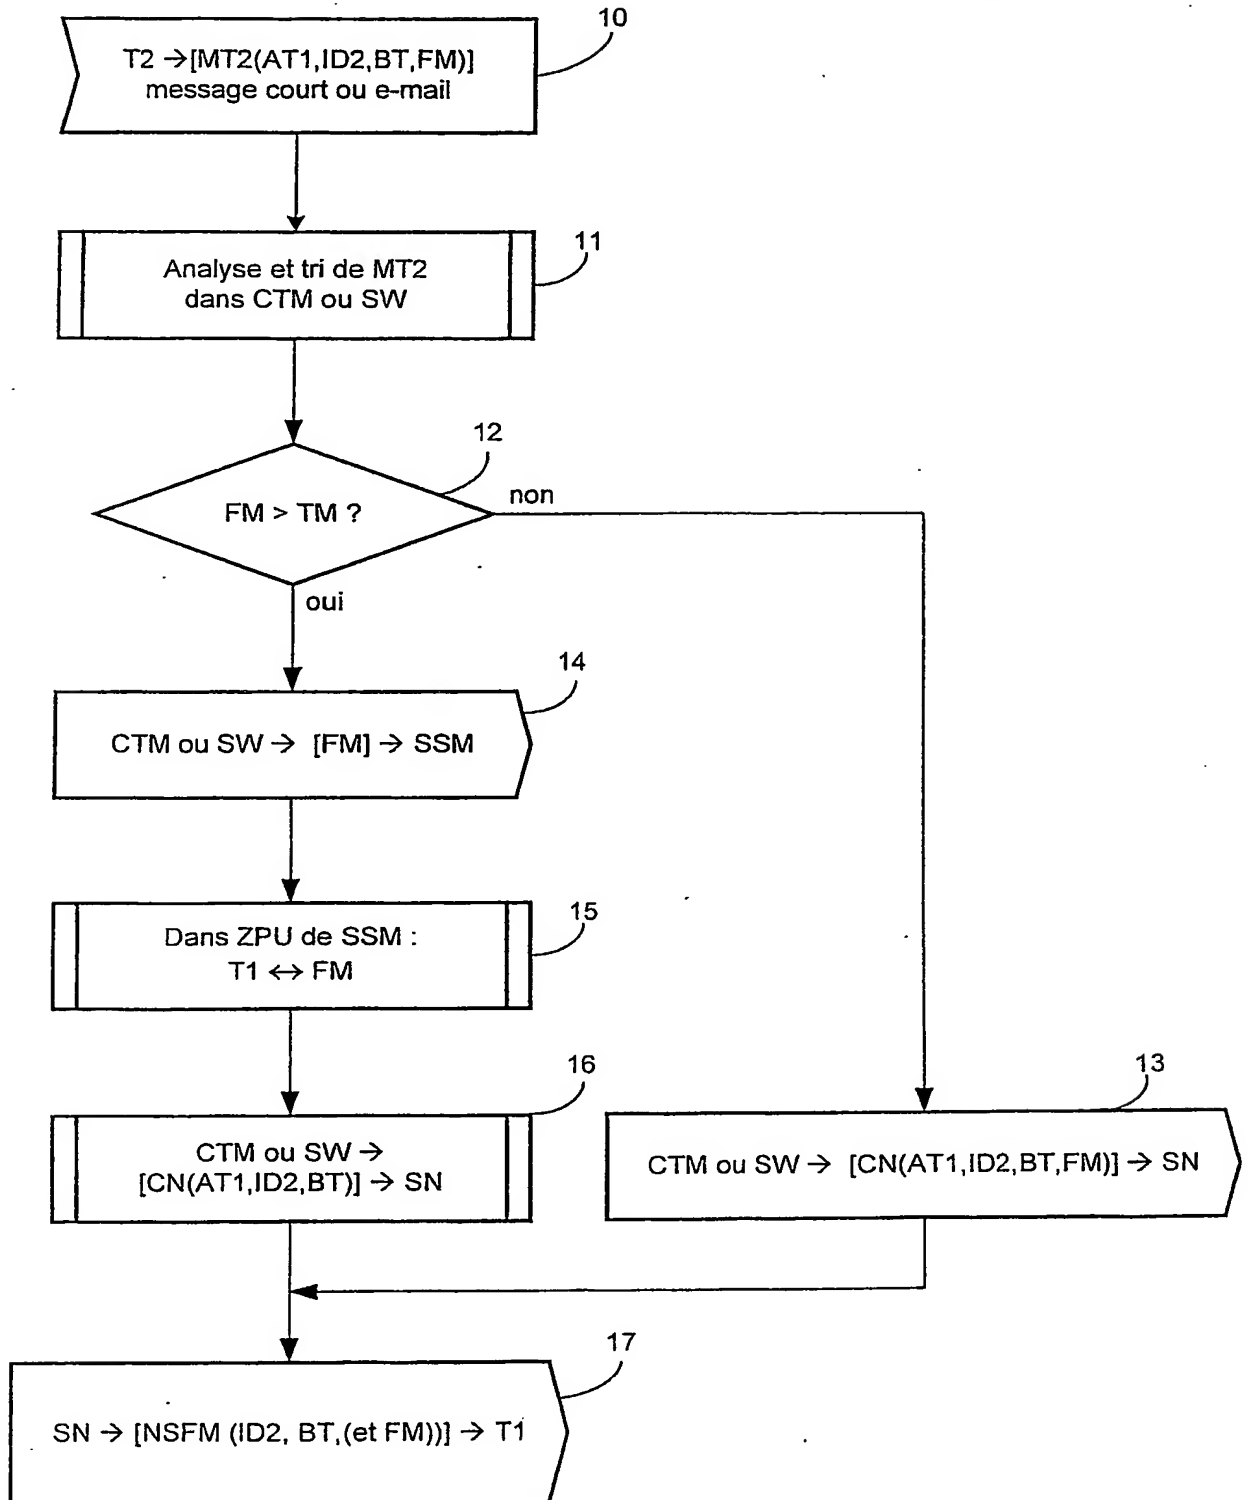 10
T2 →[MT2(AT1,ID2,BT,FM)]
message court ou e-mail
11
Analyse et tri de MT2
dans CTM ou SW
12
FM > TM ?
non
oui
14
CTM ou SW → [FM] → SSM
15
Dans ZPU de SSM :
T1 ↔ FM
16
CTM ou SW →
[CN(AT1,ID2,BT)] → SN
13
CTM ou SW → [CN(AT1,ID2,BT,FM)] → SN
17
SN → [NSFM (ID2, BT,(et FM))] → T1